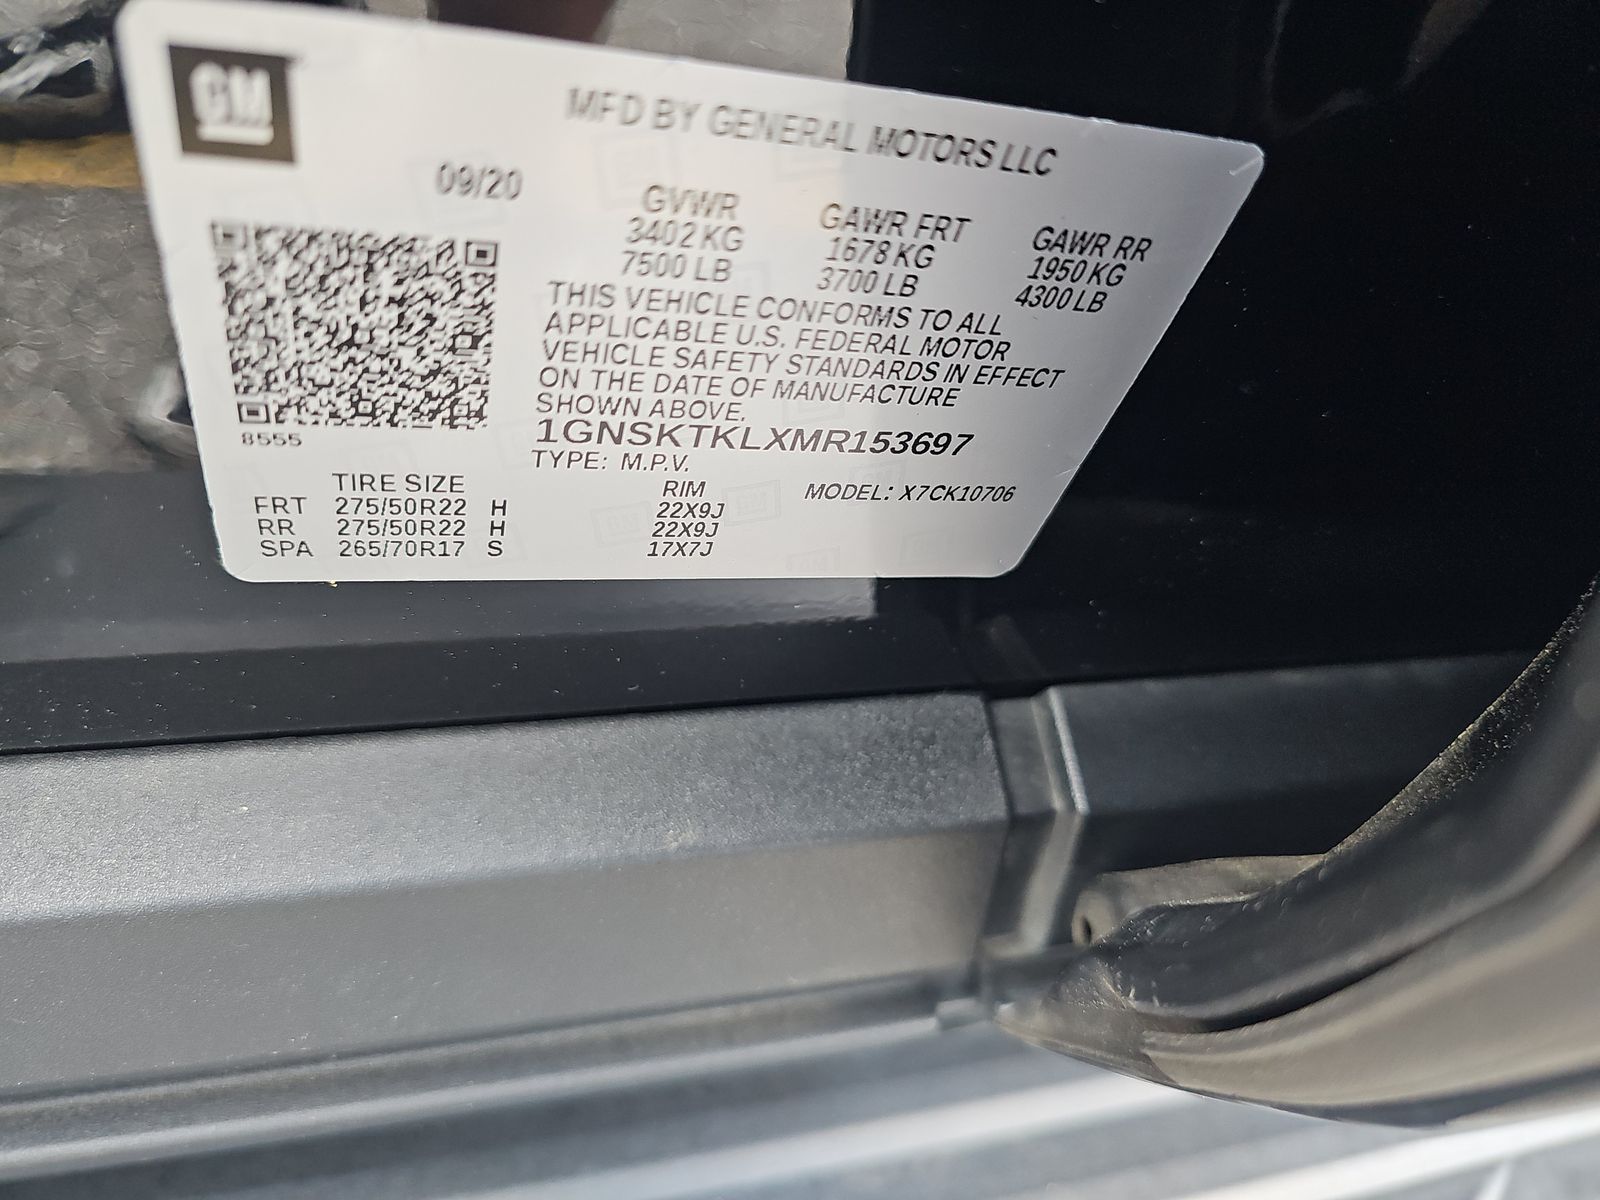 GM
MFD BY GENERAL MOTORS LLC
09/20
GVWR GAWR FRT GAWR RR
3402 KG 1678 KG 1950 KG
7500 LB 3700 LB 4300 LB
THIS VEHICLE CONFORMS TO ALL
APPLICABLE U.S. FEDERAL MOTOR
VEHICLE SAFETY STANDARDS IN EFFECT
ON THE DATE OF MANUFACTURE
SHOWN ABOVE.
8555
1GNSKTKLXMR153697
TYPE: M.P.V.
TIRE SIZE RIM MODEL: X7CK10706
FRT 275/50R22 H 22X9J
RR 275/50R22 H 22X9J
SPA 265/70R17 S 17X7J